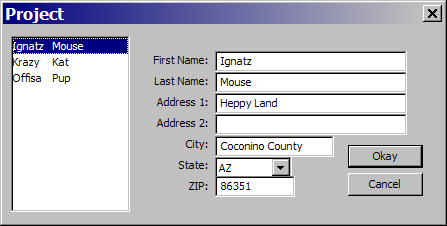 Project
Ignatz Mouse
Krazy Kat
Offisa Pup
First Name: Ignatz
Last Name: Mouse
Address 1: Heppy Land
Address 2:
City: Coconino County
State: AZ
ZIP: 86351
Okay
Cancel